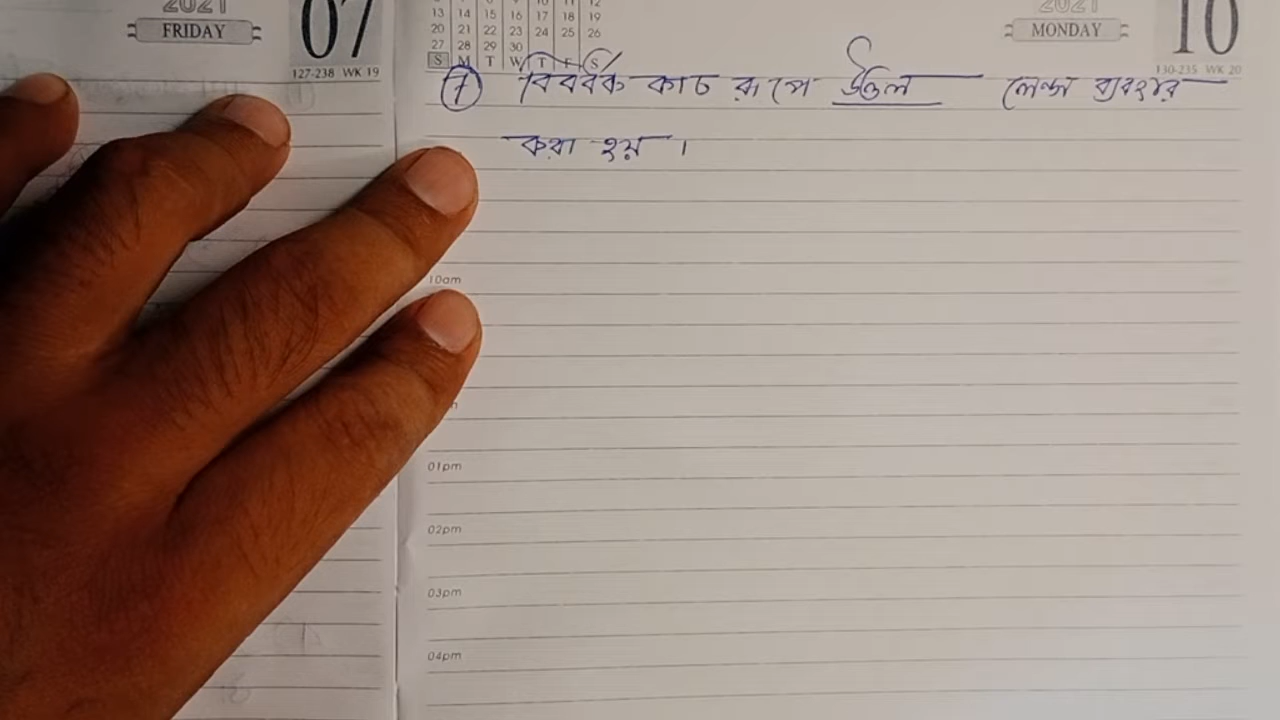 2021
FRIDAY
07
127-238 WK 19
13 14 15 16 17 18 19
20 21 22 23 24 25 26
27 28 29 30
S M T W T F S
2021
MONDAY
10
130-235 WK 20
(7) বিবর্ধক কাচ রূপে উত্তল লেন্স ব্যবহার
করা হয় ।
10am
01pm
02pm
03pm
04pm